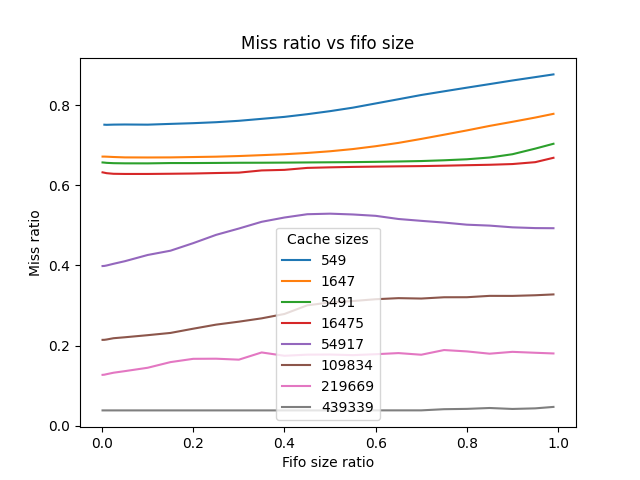 Miss ratio vs fifo size
Miss ratio
0.8
0.6
0.4
0.2
0.0
Cache sizes
549
1647
5491
16475
54917
109834
219669
439339
0.0 0.2 0.4 0.6 0.8 1.0
Fifo size ratio